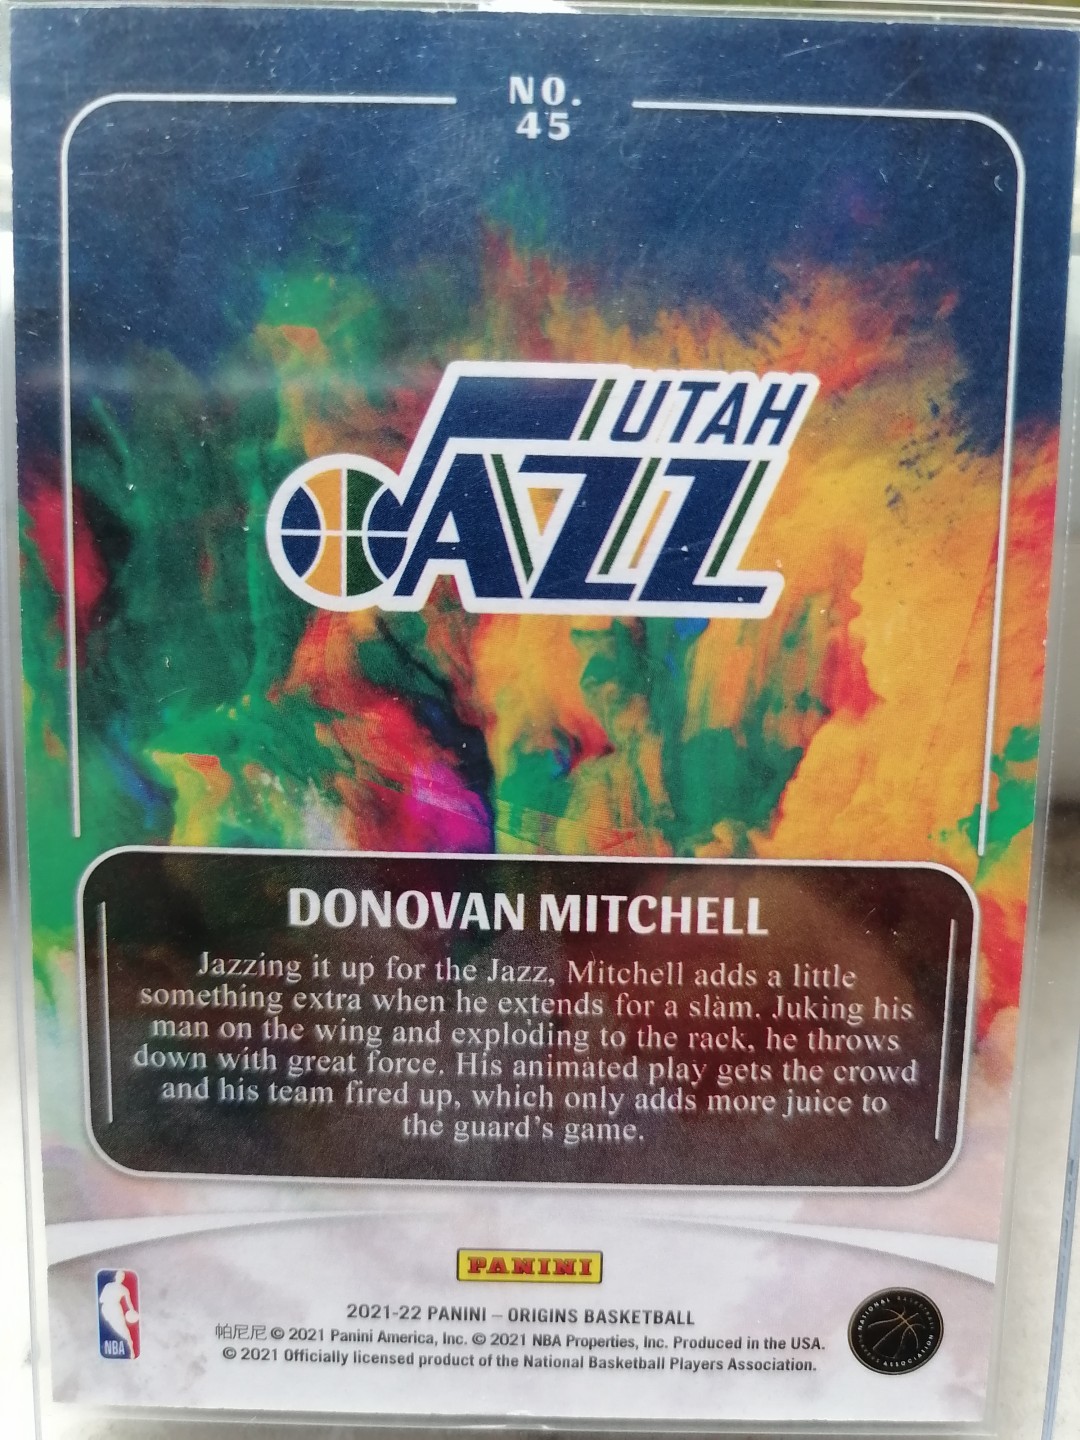 NO.
45
UTAH
JAZZ
DONOVAN MITCHELL
Jazzing it up for the Jazz, Mitchell adds a little
something extra when he extends for a slam. Juking his
man on the wing and exploding to the rack, he throws
down with great force. His animated play gets the crowd
and his team fired up, which only adds more juice to
the guard's game.
PANINI
2021-22 PANINI – ORIGINS BASKETBALL
帕尼尼 © 2021 Panini America, Inc. © 2021 NBA Properties, Inc. Produced in the USA.
© 2021 Officially licensed product of the National Basketball Players Association.
NBA
NATIONAL BASKETBALL PLAYERS ASSOCIATION